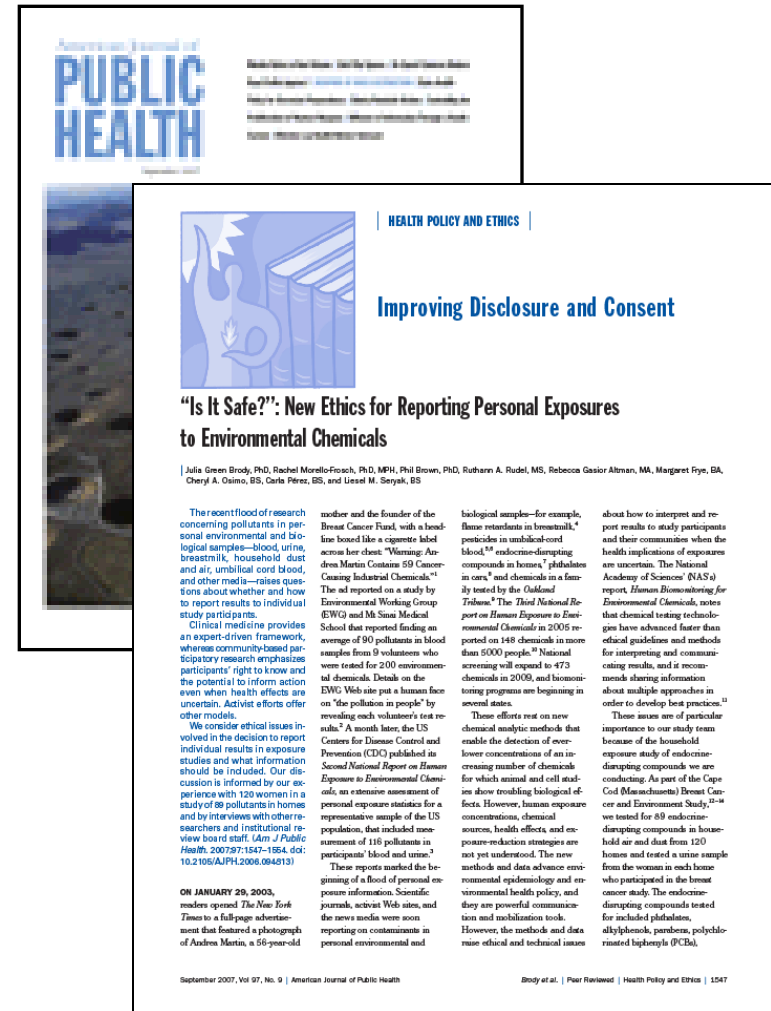 American Journal of
PUBLIC
HEALTH
September 2007
HEALTH POLICY AND ETHICS
Improving Disclosure and Consent
“Is It Safe?”: New Ethics for Reporting Personal Exposures
to Environmental Chemicals
Julia Green Brody, PhD, Rachel Morello-Frosch, PhD, MPH, Phil Brown, PhD, Ruthann A. Rudel, MS, Rebecca Gasior Altman, MA, Margaret Frye, BA,
Cheryl A. Osimo, BS, Carla Pérez, BS, and Liesel M. Seryak, BS
The recent flood of research
concerning pollutants in per-
sonal environmental and bio-
logical samples—blood, urine,
breastmilk, household dust
and air, umbilical cord blood,
and other media—raises ques-
tions about whether and how
to report results to individual
study participants.
Clinical medicine provides
an expert-driven framework,
whereas community-based par-
ticipatory research emphasizes
participants’ right to know and
the potential to inform action
even when health effects are
uncertain. Activist efforts offer
other models.
We consider ethical issues in-
volved in the decision to report
individual results in exposure
studies and what information
should be included. Our dis-
cussion is informed by our ex-
perience with 120 women in a
study of 89 pollutants in homes
and by interviews with other re-
searchers and institutional re-
view board staff. (Am J Public
Health. 2007;97:1547–1554. doi:
10.2105/AJPH.2006.094813)
ON JANUARY 29, 2003,
readers opened The New York
Times to a full-page advertise-
ment that featured a photograph
of Andrea Martin, a 56-year-old
mother and the founder of the
Breast Cancer Fund, with a head-
line boxed like a cigarette label
across her chest: “Warning: An-
drea Martin Contains 59 Cancer-
Causing Industrial Chemicals.”1
The ad reported on a study by
Environmental Working Group
(EWG) and Mt Sinai Medical
School that reported finding an
average of 90 pollutants in blood
samples from 9 volunteers who
were tested for 200 environmen-
tal chemicals. Details on the
EWG Web site put a human face
on “the pollution in people” by
revealing each volunteer’s test re-
sults.2 A month later, the US
Centers for Disease Control and
Prevention (CDC) published its
Second National Report on Human
Exposure to Environmental Chemi-
cals, an extensive assessment of
personal exposure statistics for a
representative sample of the US
population, that included mea-
surement of 116 pollutants in
participants’ blood and urine.3
These reports marked the be-
ginning of a flood of personal ex-
posure information. Scientific
journals, activist Web sites, and
the news media were soon
reporting on contaminants in
personal environmental and
biological samples—for example,
flame retardants in breastmilk,4
pesticides in umbilical-cord
blood,5,6 endocrine-disrupting
compounds in homes,7 phthalates
in cars,8 and chemicals in a fam-
ily tested by the Oakland
Tribune.9 The Third National Re-
port on Human Exposure to Envi-
ronmental Chemicals in 2005 re-
ported on 148 chemicals in more
than 5000 people.10 National
screening will expand to 473
chemicals in 2009, and biomoni-
toring programs are beginning in
several states.
These efforts rest on new
chemical analytic methods that
enable the detection of ever-
lower concentrations of an in-
creasing number of chemicals
for which animal and cell stud-
ies show troubling biological ef-
fects. However, human exposure
concentrations, chemical
sources, health effects, and ex-
posure-reduction strategies are
not yet understood. The new
methods and data advance envi-
ronmental epidemiology and en-
vironmental health policy, and
they are powerful communica-
tion and mobilization tools.
However, the methods and data
raise ethical and technical issues
about how to interpret and re-
port results to study participants
and their communities when the
health implications of exposures
are uncertain. The National
Academy of Sciences’ (NAS’s)
report, Human Biomonitoring for
Environmental Chemicals, notes
that chemical testing technolo-
gies have advanced faster than
ethical guidelines and methods
for interpreting and communi-
cating results, and it recom-
mends sharing information
about multiple approaches in
order to develop best practices.11
These issues are of particular
importance to our study team
because of the household
exposure study of endocrine-
disrupting compounds we are
conducting. As part of the Cape
Cod (Massachusetts) Breast Can-
cer and Environment Study,12–14
we tested for 89 endocrine-
disrupting compounds in house-
hold air and dust from 120
homes and tested a urine sample
from the woman in each home
who participated in the breast
cancer study. The endocrine-
disrupting compounds tested
for included phthalates,
alkylphenols, parabens, polychlo-
rinated biphenyls (PCBs),
September 2007, Vol 97, No. 9 | American Journal of Public Health
Brody et al. | Peer Reviewed | Health Policy and Ethics | 1547